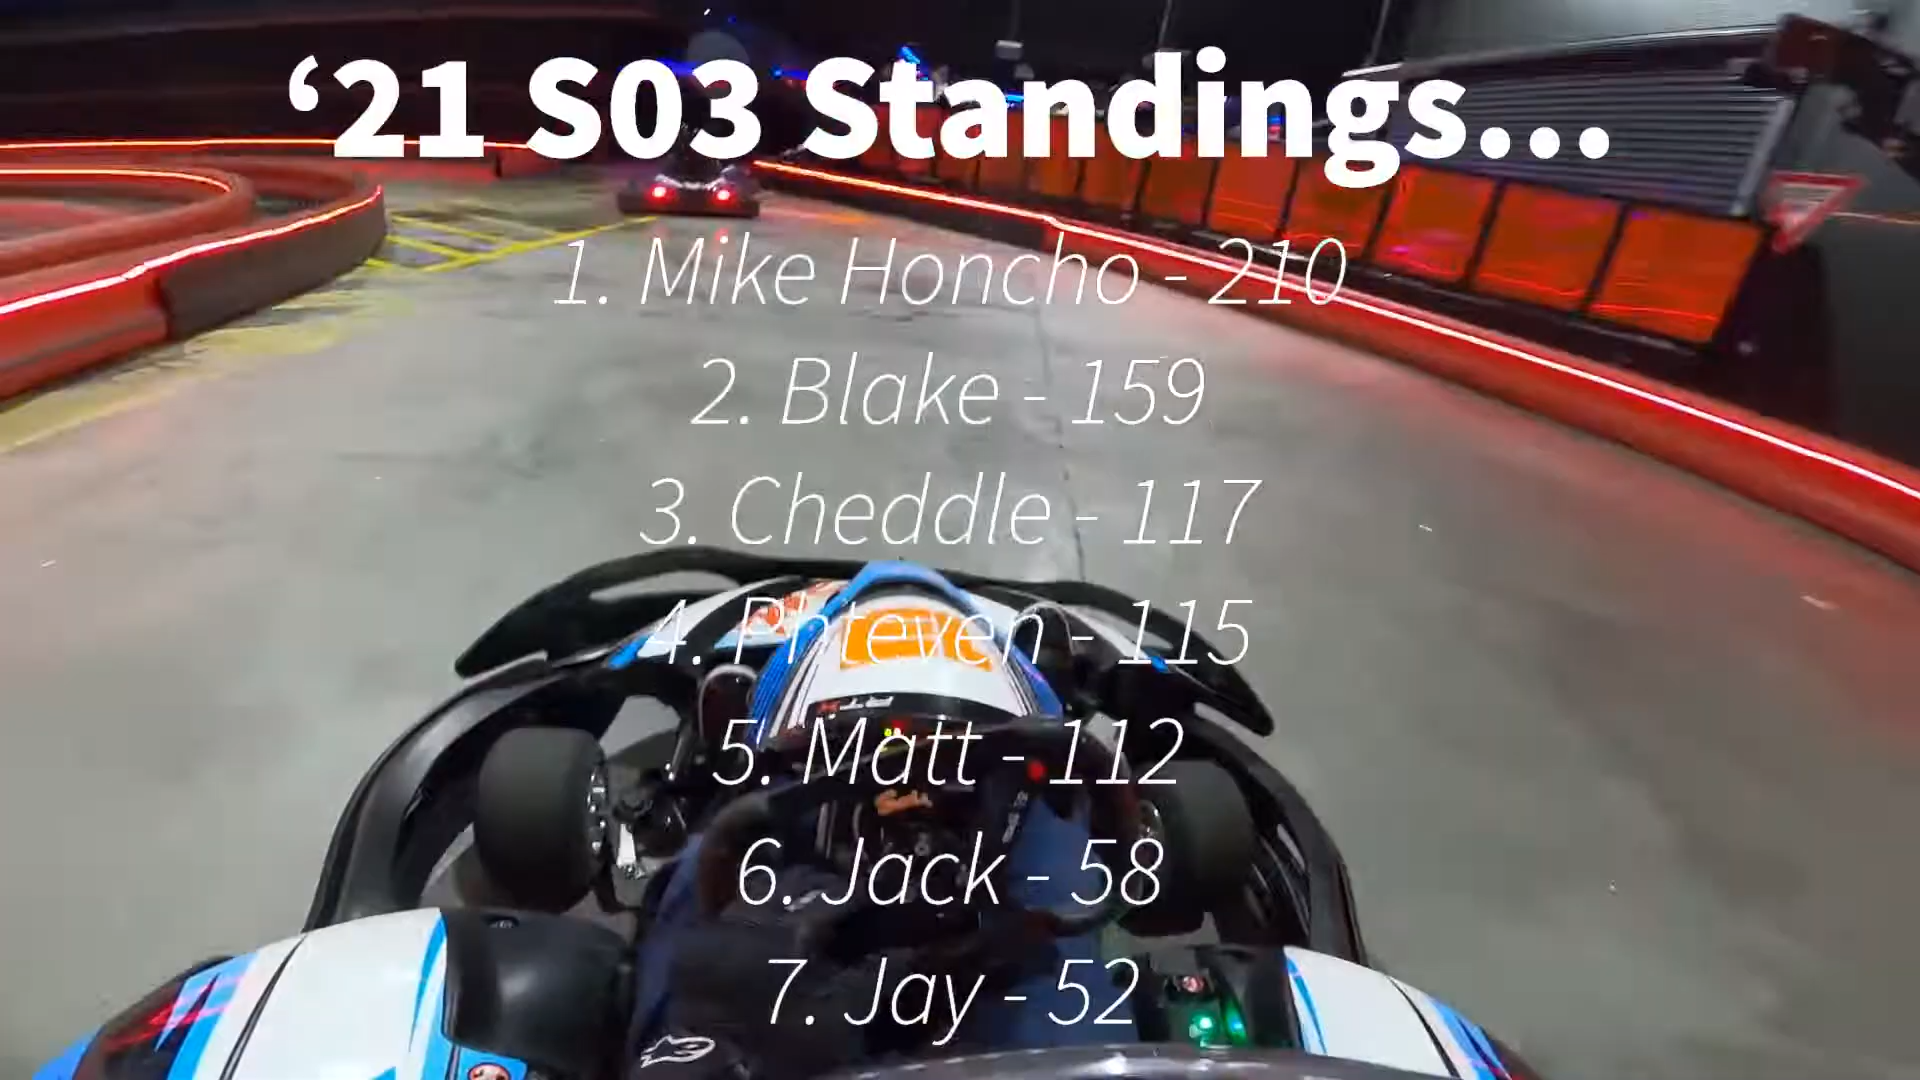 ‘21 S03 Standings...
1. Mike Honcho - 210
2. Blake - 159
3. Cheddle - 117
4. Phteven - 115
5. Matt - 112
6. Jack - 58
7. Jay - 52